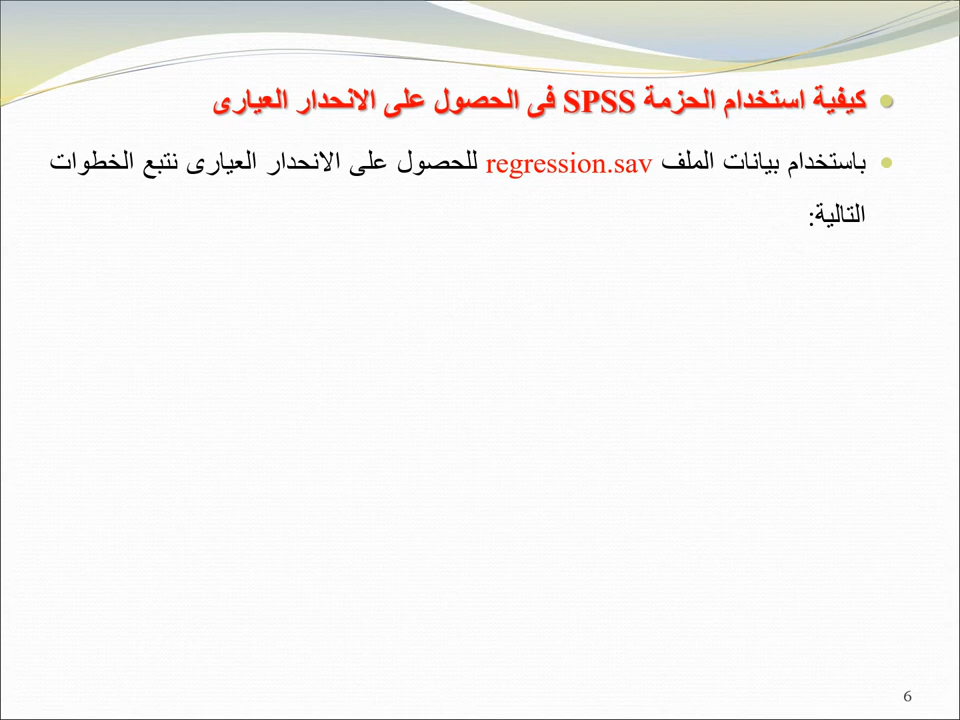 كيفية استخدام الحزمة SPSS فى الحصول على الانحدار العيارى
باستخدام بيانات الملف regression.sav للحصول على الانحدار العيارى نتبع الخطوات
التالية:
6